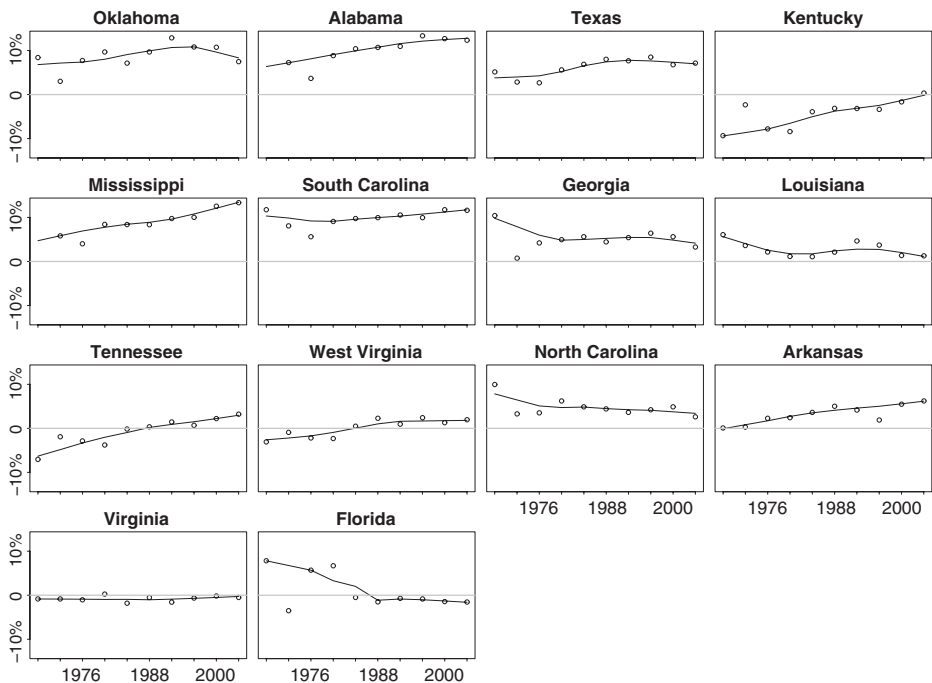 Oklahoma Alabama Texas Kentucky
10%
0
−10%
Mississippi South Carolina Georgia Louisiana
10%
0
−10%
Tennessee West Virginia North Carolina Arkansas
10%
0
−10%
1976 1988 2000 1976 1988 2000
Virginia Florida
10%
0
−10%
1976 1988 2000 1976 1988 2000